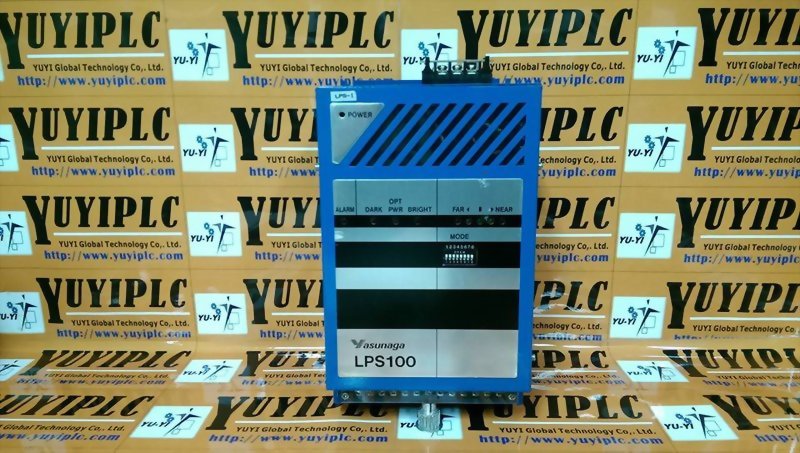 YUYIPLC
YU-YI
YUYI Global Technology Co,. Ltd.
http://www.yuyiplc.com
LPS-1
POWER
ALARM
OPT
DARK PWR BRIGHT
FAR NEAR
MODE
12345678
Yasunaga
LPS100